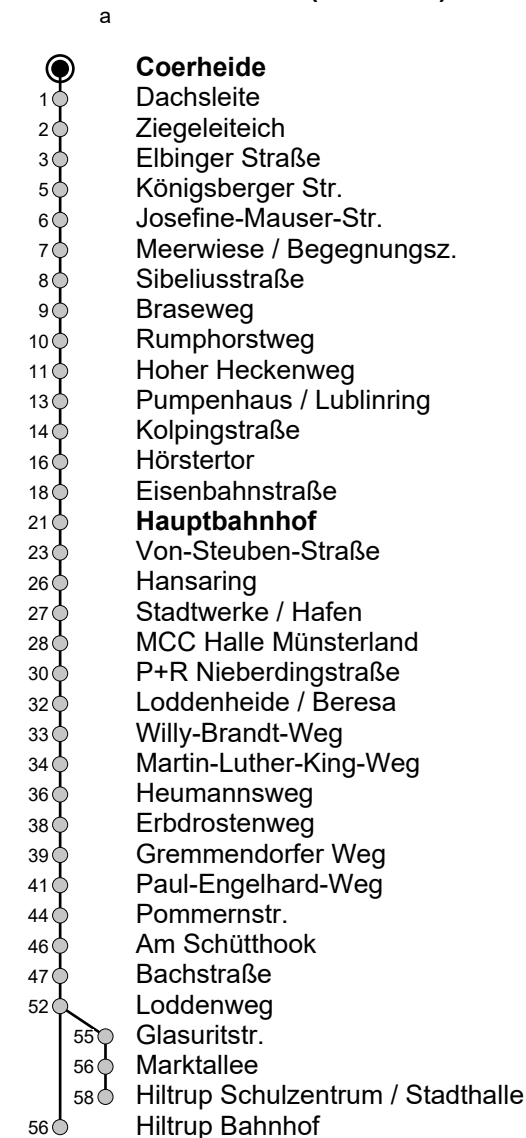 a
Coerheide
1 Dachsleite
2 Ziegeleiteich
3 Elbinger Straße
5 Königsberger Str.
6 Josefine-Mauser-Str.
7 Meerwiese / Begegnungsz.
8 Sibeliusstraße
9 Braseweg
10 Rumphorstweg
11 Hoher Heckenweg
13 Pumpenhaus / Lublinring
14 Kolpingstraße
16 Hörstertor
18 Eisenbahnstraße
21 Hauptbahnhof
23 Von-Steuben-Straße
26 Hansaring
27 Stadtwerke / Hafen
28 MCC Halle Münsterland
30 P+R Nieberdingstraße
32 Loddenheide / Beresa
33 Willy-Brandt-Weg
34 Martin-Luther-King-Weg
36 Heumannsweg
38 Erbdrostenweg
39 Gremmendorfer Weg
41 Paul-Engelhard-Weg
44 Pommernstr.
46 Am Schütthook
47 Bachstraße
52 Loddenweg
55 Glasuritstr.
56 Marktallee
58 Hiltrup Schulzentrum / Stadthalle
56 Hiltrup Bahnhof